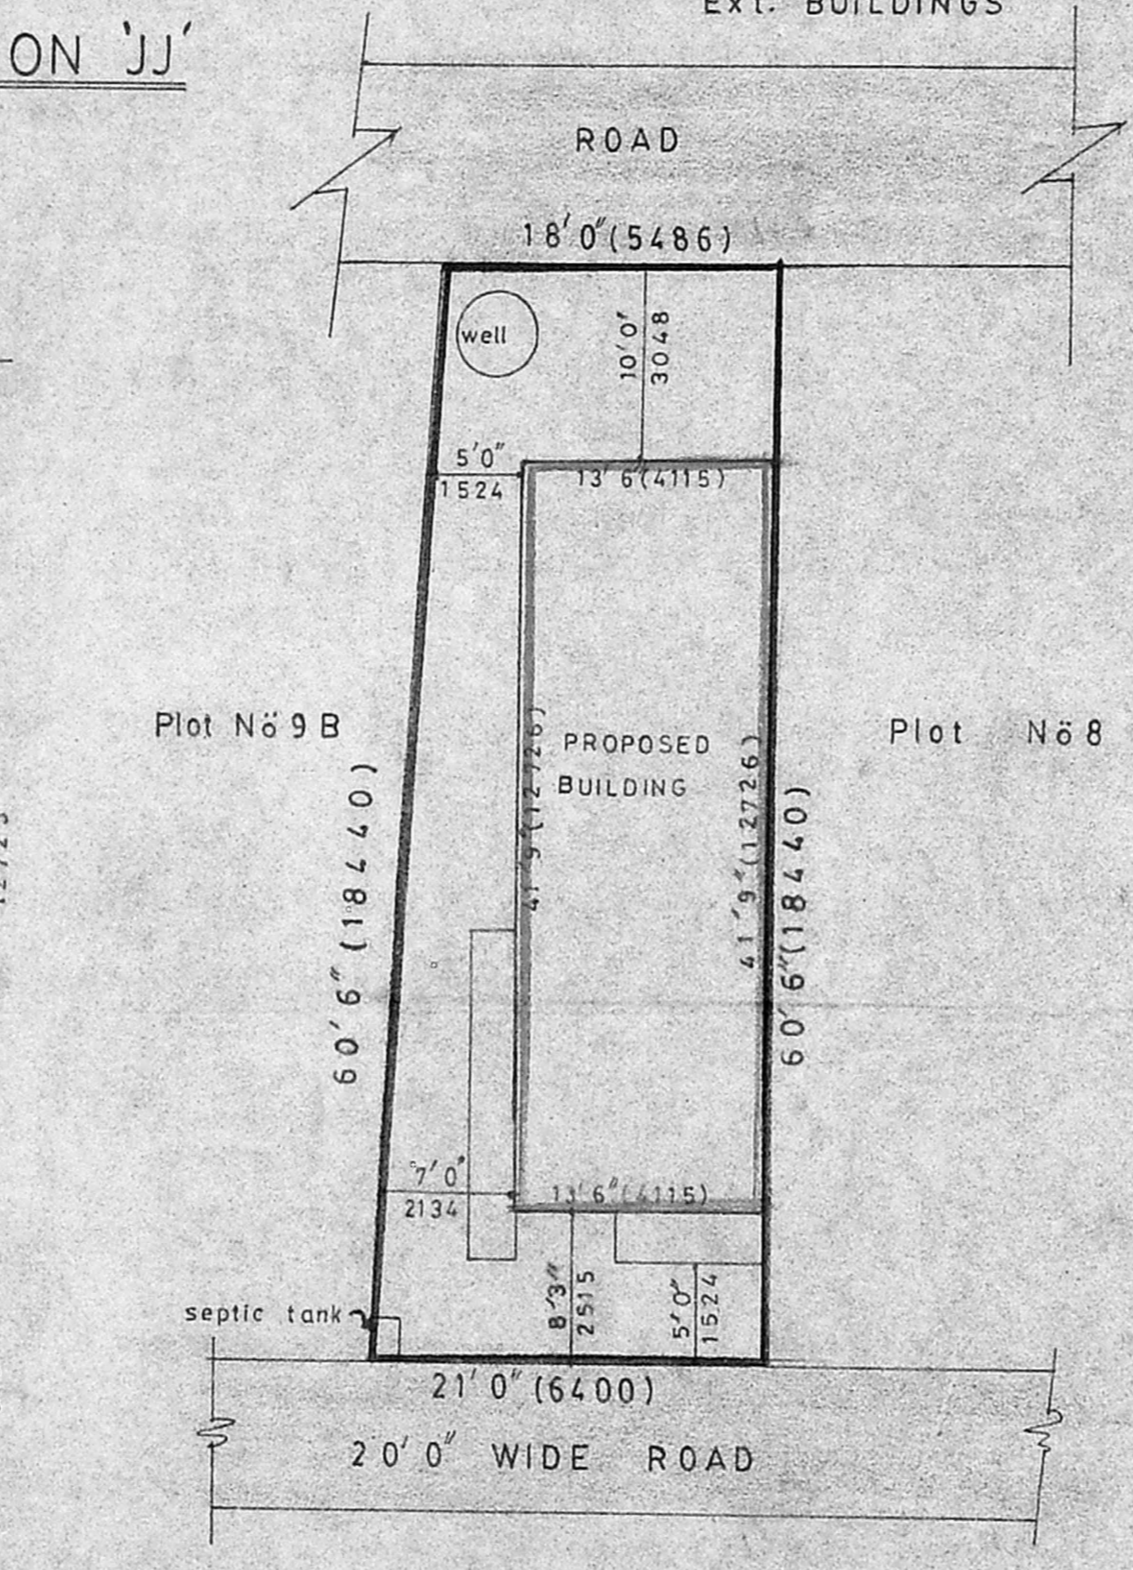 Ext. BUILDINGS
ON 'JJ'
ROAD
18'0"(5486)
well
10'0"
3048
5'0"
1524
13'6"(4115)
Plot Nö 9B
PROPOSED
BUILDING
Plot Nö 8
41'9"(12726)
41'9"(12726)
60'6"(18440)
60'6"(18440)
7'0"
2134
13'6"(4115)
8'3"
2515
5'0"
1524
septic tank
21'0"(6400)
20'0" WIDE ROAD